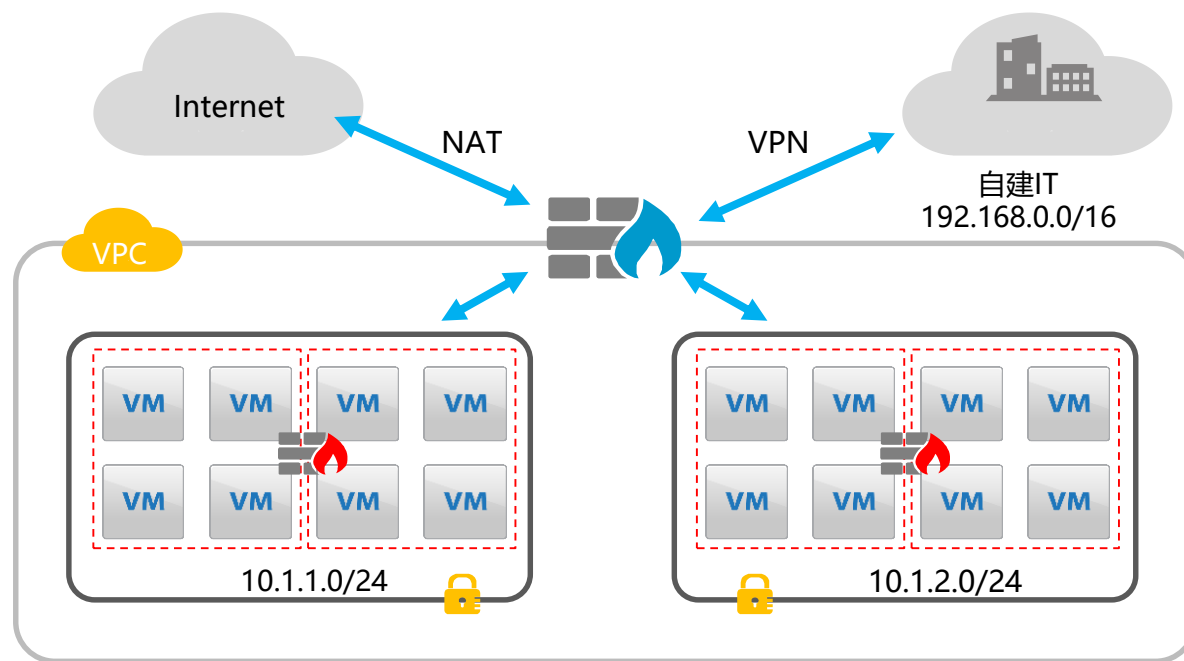 Internet
NAT
VPN
自建IT
192.168.0.0/16
VPC
VM VM VM VM
VM VM VM VM
VM VM VM VM
VM VM VM VM
10.1.1.0/24
10.1.2.0/24